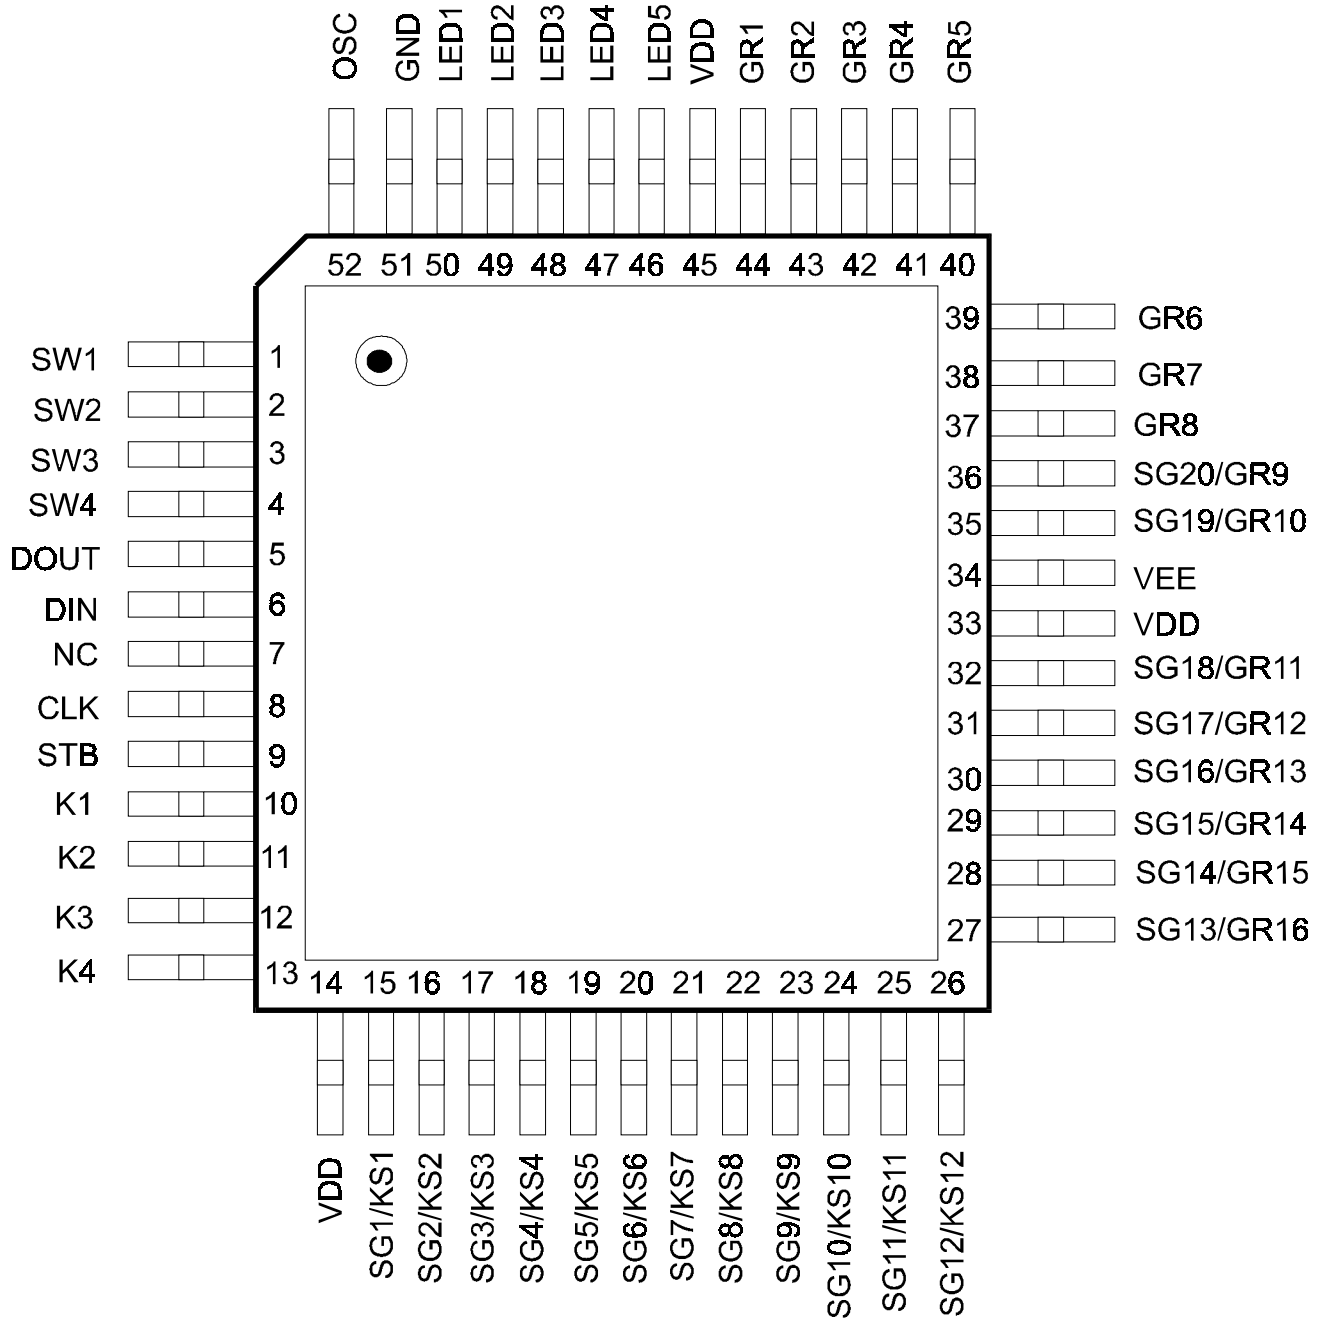 OSC GND LED1 LED2 LED3 LED4 LED5 VDD GR1 GR2 GR3 GR4 GR5
52 51 50 49 48 47 46 45 44 43 42 41 40
SW1 1
SW2 2
SW3 3
SW4 4
DOUT 5
DIN 6
NC 7
CLK 8
STB 9
K1 10
K2 11
K3 12
K4 13
39 GR6
38 GR7
37 GR8
36 SG20/GR9
35 SG19/GR10
34 VEE
33 VDD
32 SG18/GR11
31 SG17/GR12
30 SG16/GR13
29 SG15/GR14
28 SG14/GR15
27 SG13/GR16
14 15 16 17 18 19 20 21 22 23 24 25 26
VDD SG1/KS1 SG2/KS2 SG3/KS3 SG4/KS4 SG5/KS5 SG6/KS6 SG7/KS7 SG8/KS8 SG9/KS9 SG10/KS10 SG11/KS11 SG12/KS12